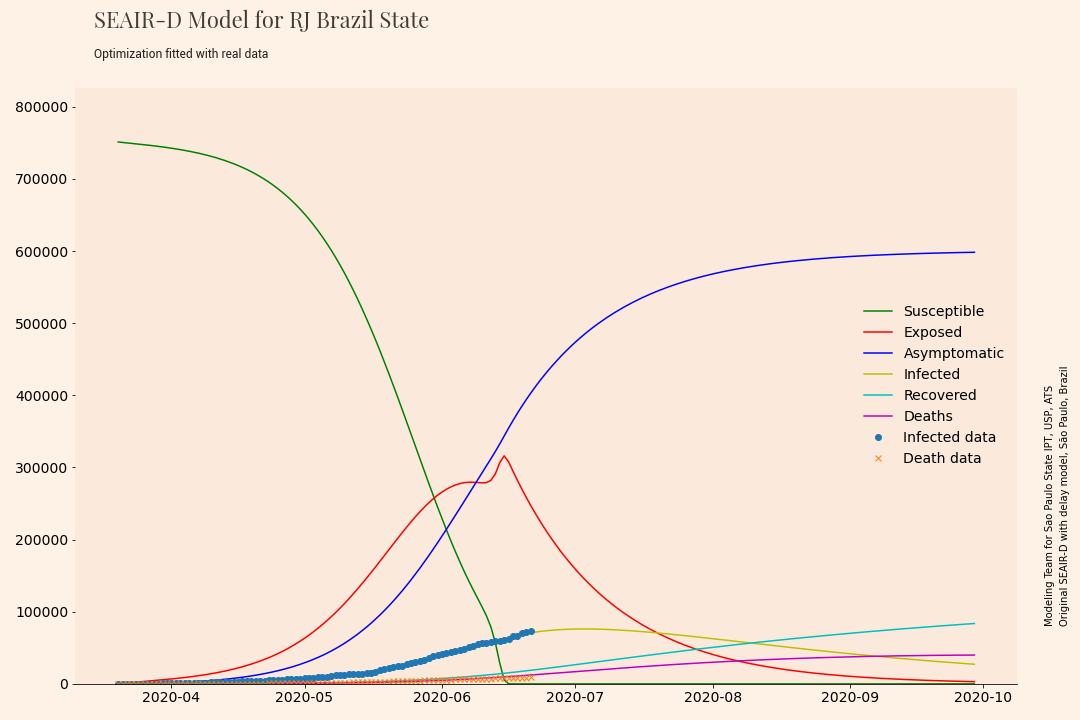 SEAIR-D Model for RJ Brazil State
Optimization fitted with real data
800000
700000
600000
500000
400000
300000
200000
100000
0
2020-04
2020-05
2020-06
2020-07
2020-08
2020-09
2020-10
Susceptible
Exposed
Asymptomatic
Infected
Recovered
Deaths
Infected data
Death data
Modeling Team for Sao Paulo State IPT, USP, ATS
Original SEAIR-D with delay model, São Paulo, Brazil